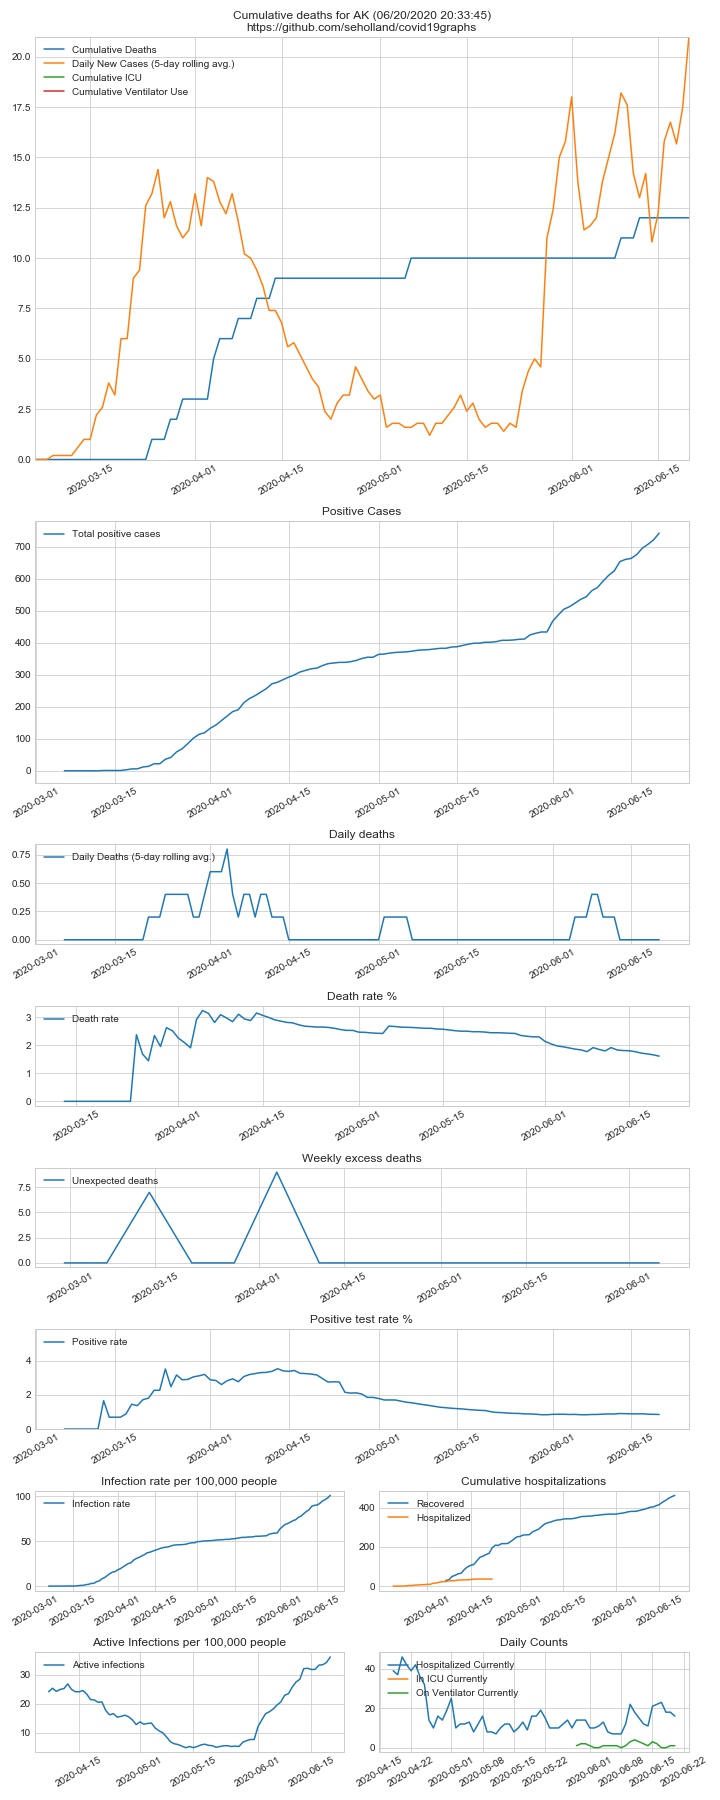 Cumulative deaths for AK (06/20/2020 20:33:45)
https://github.com/seholland/covid19graphs
Cumulative Deaths
Daily New Cases (5-day rolling avg.)
Cumulative ICU
Cumulative Ventilator Use
20.0
17.5
15.0
12.5
10.0
7.5
5.0
2.5
0.0
2020-03-15 2020-04-01 2020-04-15 2020-05-01 2020-05-15 2020-06-01 2020-06-15
Positive Cases
Total positive cases
700
600
500
400
300
200
100
0
2020-03-01 2020-03-15 2020-04-01 2020-04-15 2020-05-01 2020-05-15 2020-06-01 2020-06-15
Daily deaths
Daily Deaths (5-day rolling avg.)
0.75
0.50
0.25
0.00
2020-03-01 2020-03-15 2020-04-01 2020-04-15 2020-05-01 2020-05-15 2020-06-01 2020-06-15
Death rate %
Death rate
3
2
1
0
2020-03-15 2020-04-01 2020-04-15 2020-05-01 2020-05-15 2020-06-01 2020-06-15
Weekly excess deaths
Unexpected deaths
7.5
5.0
2.5
0.0
2020-03-01 2020-03-15 2020-04-01 2020-04-15 2020-05-01 2020-05-15 2020-06-01
Positive test rate %
Positive rate
4
2
0
2020-03-01 2020-03-15 2020-04-01 2020-04-15 2020-05-01 2020-05-15 2020-06-01 2020-06-15
Infection rate per 100,000 people
Infection rate
100
50
0
2020-03-01 2020-03-15 2020-04-01 2020-04-15 2020-05-01 2020-05-15 2020-06-01 2020-06-15
Cumulative hospitalizations
Recovered
Hospitalized
400
200
0
2020-04-01 2020-04-15 2020-05-01 2020-05-15 2020-06-01 2020-06-15
Active Infections per 100,000 people
Active infections
30
20
10
2020-04-15 2020-05-01 2020-05-15 2020-06-01 2020-06-15
Daily Counts
Hospitalized Currently
In ICU Currently
On Ventilator Currently
40
20
0
2020-04-15 2020-04-22 2020-05-01 2020-05-08 2020-05-15 2020-05-22 2020-06-01 2020-06-08 2020-06-15 2020-06-22